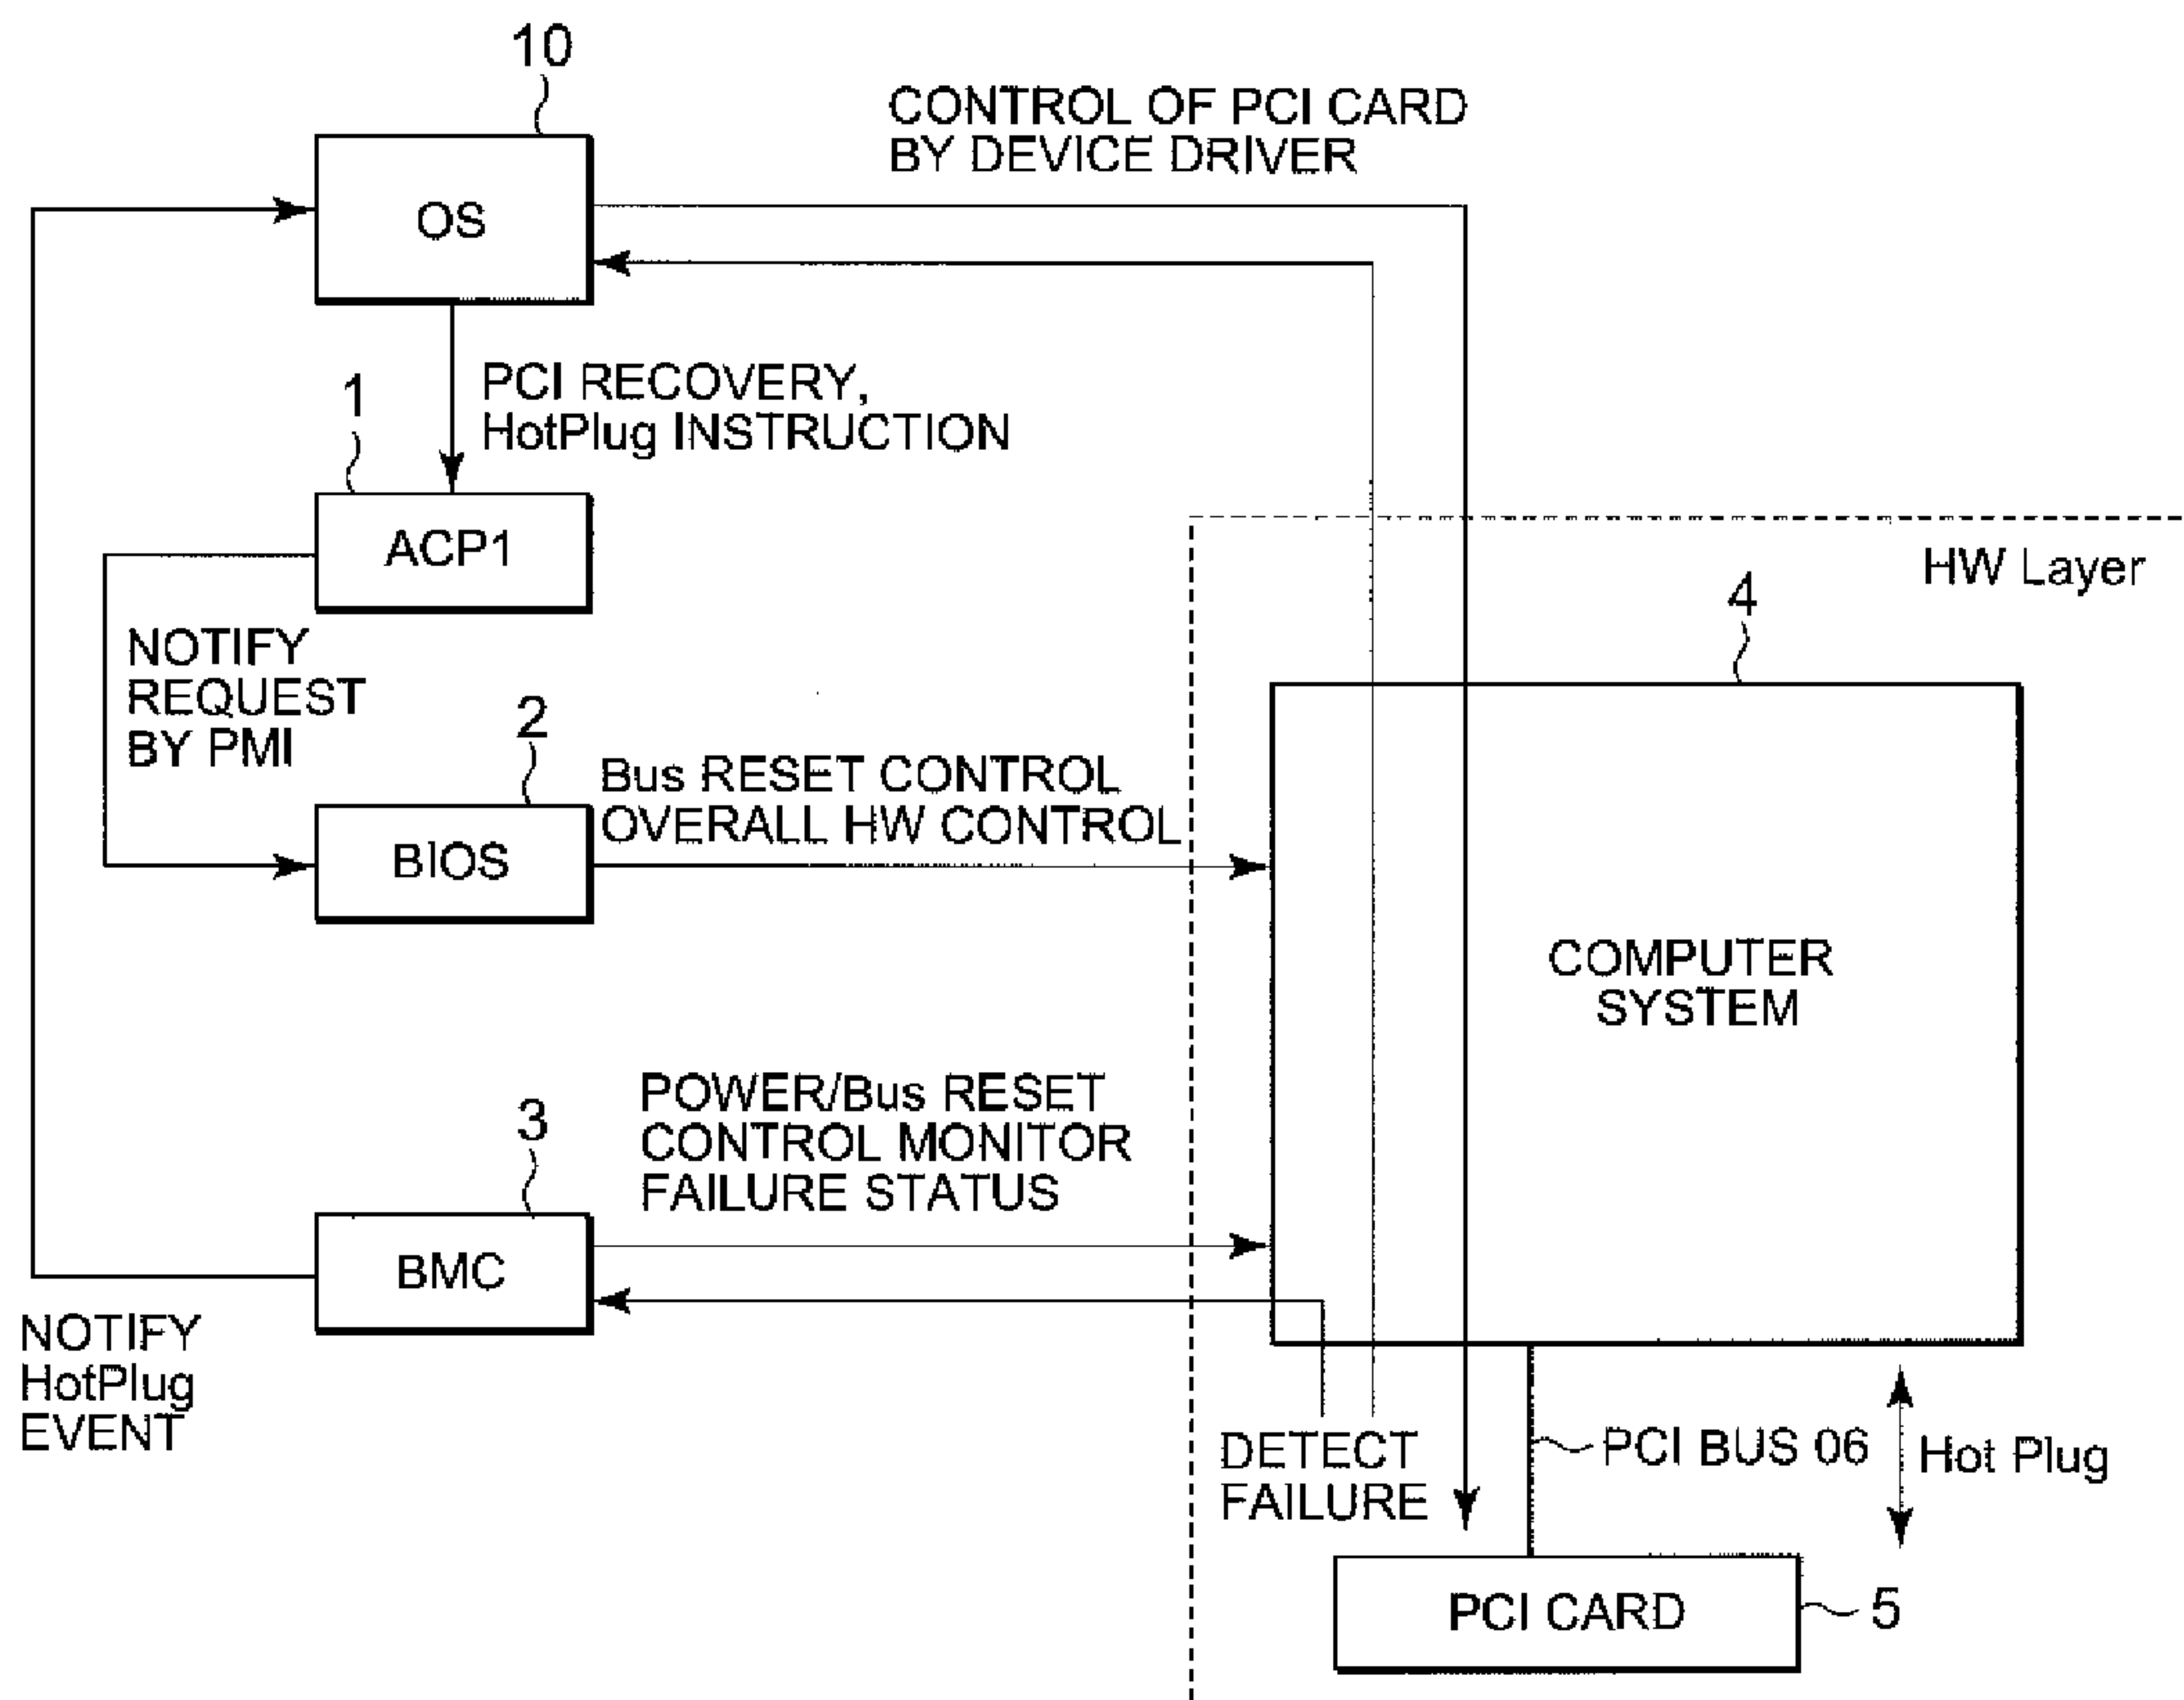 10
CONTROL OF PCI CARD
BY DEVICE DRIVER
OS
PCI RECOVERY,
HotPlug INSTRUCTION
1
ACP1
HW Layer
4
NOTIFY
REQUEST
BY PMI
2
Bus RESET CONTROL
OVERALL HW CONTROL
BIOS
COMPUTER
SYSTEM
POWER/Bus RESET
CONTROL MONITOR
FAILURE STATUS
3
BMC
NOTIFY
HotPlug
EVENT
DETECT
FAILURE
PCI BUS 06
Hot Plug
PCI CARD
5